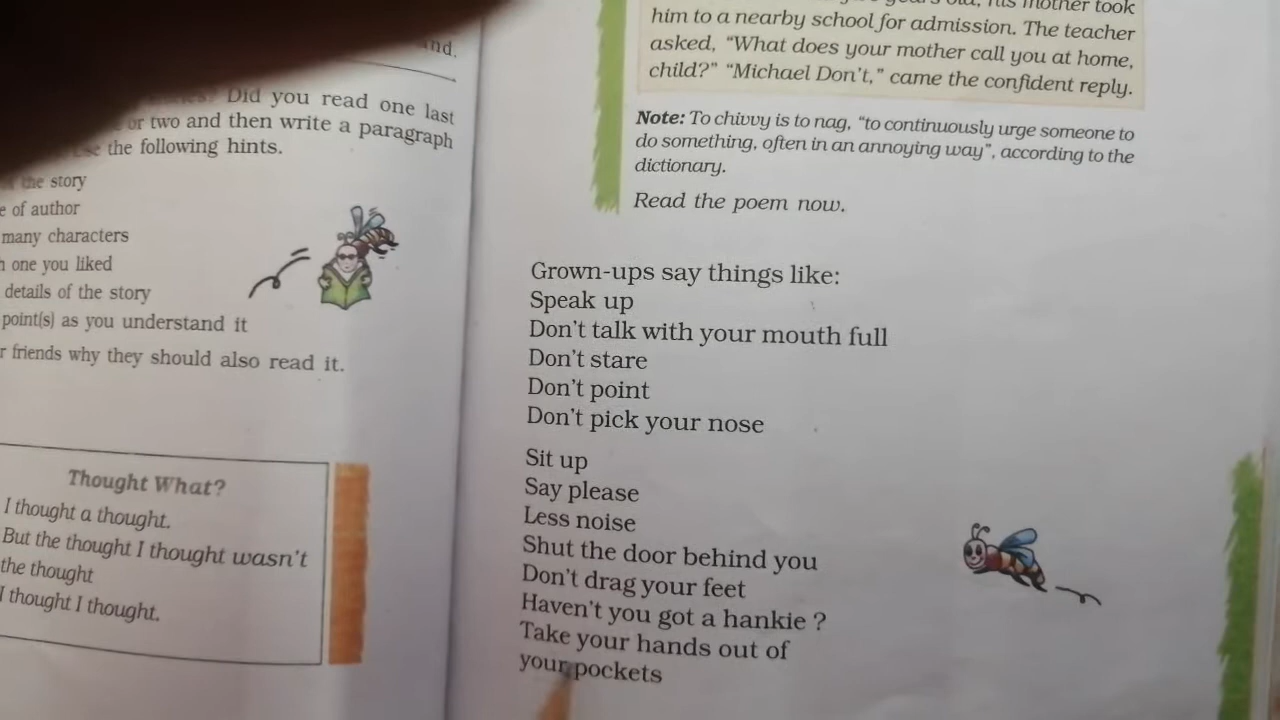 ind.
Did you read one last
or two and then write a paragraph
the following hints.
the story
of author
many characters
one you liked
details of the story
point(s) as you understand it
friends why they should also read it.
Thought What?
I thought a thought.
But the thought I thought wasn't
the thought
I thought I thought.
old, his mother took
him to a nearby school for admission. The teacher
asked, "What does your mother call you at home,
child?" "Michael Don't," came the confident reply.
Note: To chivvy is to nag, "to continuously urge someone to
do something, often in an annoying way", according to the
dictionary.
Read the poem now.
Grown-ups say things like:
Speak up
Don't talk with your mouth full
Don't stare
Don't point
Don't pick your nose
Sit up
Say please
Less noise
Shut the door behind you
Don't drag your feet
Haven't you got a hankie ?
Take your hands out of
your pockets